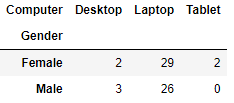 Computer Desktop Laptop Tablet
Gender
Female 2 29 2
Male 3 26 0